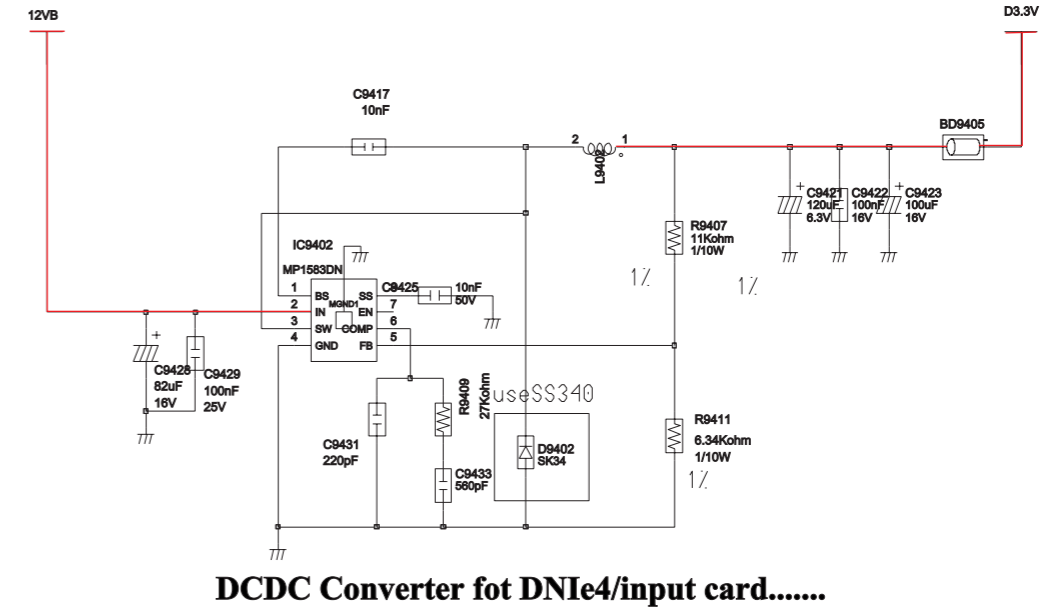 12VB
D3.3V
C9417
10nF
BD9405
2
1
L9402
C9421
120uF
6.3V
C9422
100nF
16V
C9423
100uF
16V
R9407
11Kohm
1/10W
1%
1%
IC9402
MP1583DN
1
2
3
4
BS
IN
SW
GND
MGND1
SS
EN
COMP
FB
7
6
5
C9425
10nF
50V
C9428
82uF
16V
C9429
100nF
25V
C9431
220pF
R9409
27Kohm
C9433
560pF
useSS340
D9402
SK34
R9411
6.34Kohm
1/10W
1%
DCDC Converter fot DNIe4/input card.......